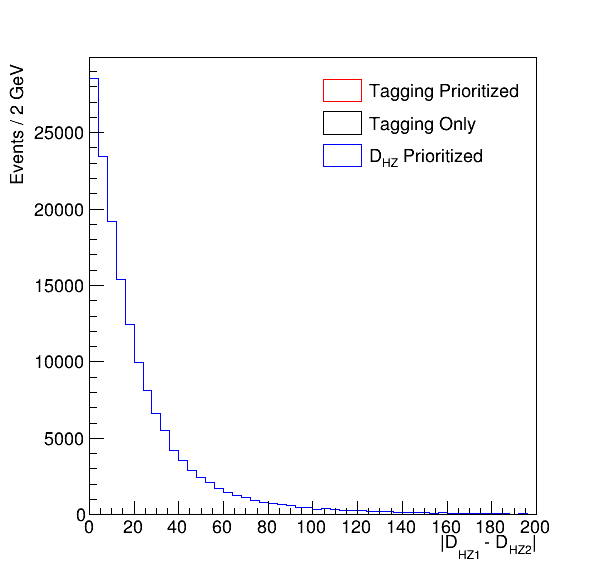 Events / 2 GeV
25000
20000
15000
10000
5000
0
Tagging Prioritized
Tagging Only
D_HZ Prioritized
0 20 40 60 80 100 120 140 160 180 200
|D_HZ1 - D_HZ2|